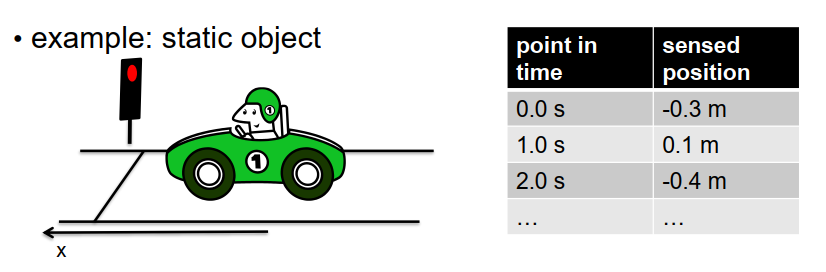 • example: static object
1
1
x
point in time
sensed position
0.0 s
-0.3 m
1.0 s
0.1 m
2.0 s
-0.4 m
…
…